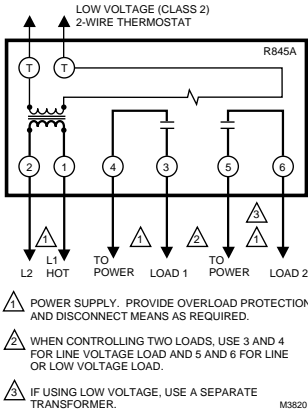 LOW VOLTAGE (CLASS 2)
2-WIRE THERMOSTAT
R845A
T T
2 1 4 3 5 6
3
1 1 2 1
L2 L1 HOT TO POWER LOAD 1 TO POWER LOAD 2
1 POWER SUPPLY. PROVIDE OVERLOAD PROTECTION
AND DISCONNECT MEANS AS REQUIRED.
2 WHEN CONTROLLING TWO LOADS, USE 3 AND 4
FOR LINE VOLTAGE LOAD AND 5 AND 6 FOR LINE
OR LOW VOLTAGE LOAD.
3 IF USING LOW VOLTAGE, USE A SEPARATE
TRANSFORMER.
M3820